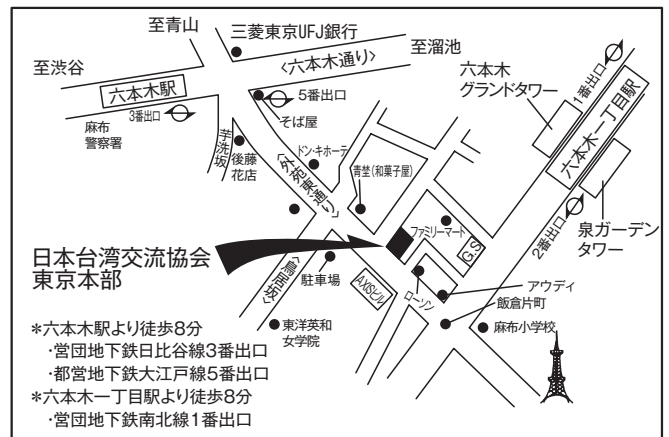 至青山
三菱東京UFJ銀行
至渋谷
〈六本木通り〉
至溜池
六本木駅
3番出口
麻布
警察署
5番出口
そば屋
芋洗坂
後藤
花店
ドン・キホーテ
〈外苑東通り〉
青埜(和菓子屋)
六本木
グランドタワー
1番出口
六本木一丁目駅
2番出口
泉ガーデン
タワー
ファミリーマート
G.S
日本台湾交流協会
東京本部
〈鳥居坂〉
駐車場
AXISビル
ローソン
アウディ
飯倉片町
麻布小学校
東洋英和
女学院
*六本木駅より徒歩8分
・営団地下鉄日比谷線3番出口
・都営地下鉄大江戸線5番出口
*六本木一丁目駅より徒歩8分
・営団地下鉄南北線1番出口